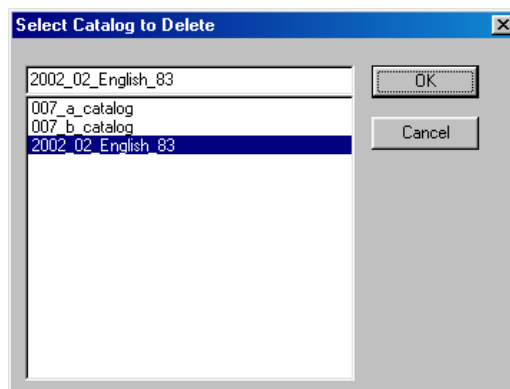 Select Catalog to Delete
2002_02_English_83
OK
007_a_catalog
007_b_catalog
2002_02_English_83
Cancel